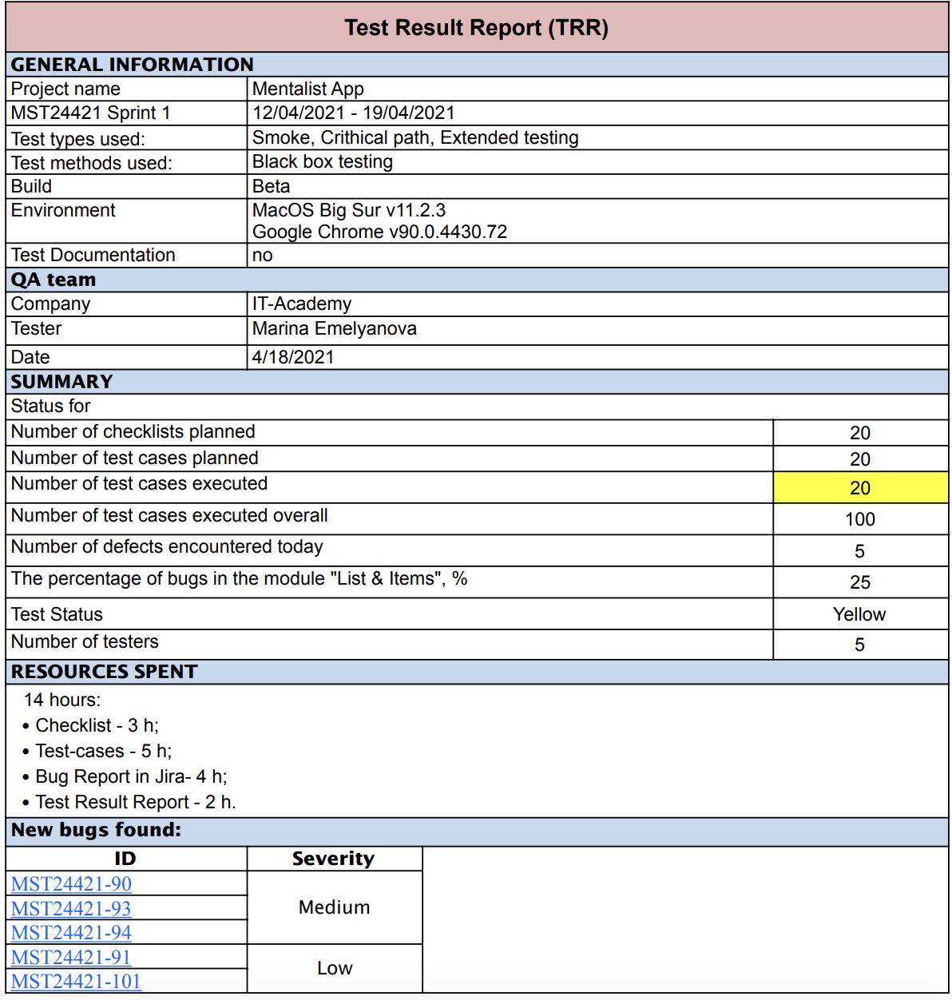 Test Result Report (TRR)
GENERAL INFORMATION
Project name Mentalist App
MST24421 Sprint 1 12/04/2021 - 19/04/2021
Test types used: Smoke, Crithical path, Extended testing
Test methods used: Black box testing
Build Beta
Environment MacOS Big Sur v11.2.3
Google Chrome v90.0.4430.72
Test Documentation no
QA team
Company IT-Academy
Tester Marina Emelyanova
Date 4/18/2021
SUMMARY
Status for
Number of checklists planned 20
Number of test cases planned 20
Number of test cases executed 20
Number of test cases executed overall 100
Number of defects encountered today 5
The percentage of bugs in the module "List & Items", % 25
Test Status Yellow
Number of testers 5
RESOURCES SPENT
14 hours:
• Checklist - 3 h;
• Test-cases - 5 h;
• Bug Report in Jira- 4 h;
• Test Result Report - 2 h.
New bugs found:
ID Severity
MST24421-90
MST24421-93 Medium
MST24421-94
MST24421-91
Low
MST24421-101